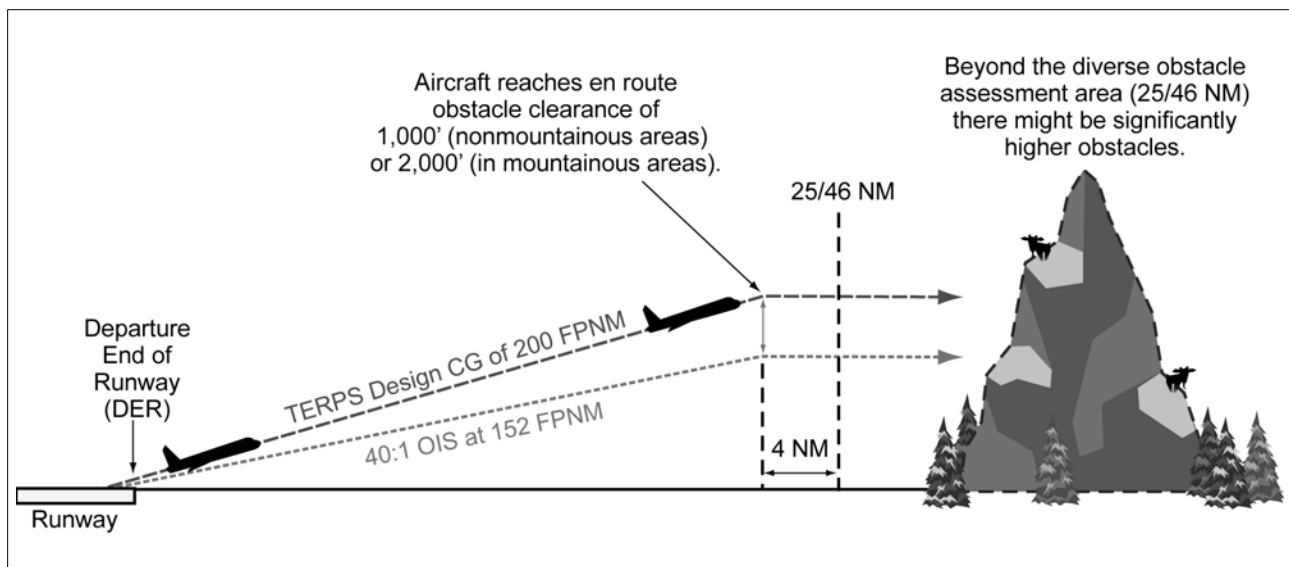 Aircraft reaches en route
obstacle clearance of
1,000’ (nonmountainous areas)
or 2,000’ (in mountainous areas).
Beyond the diverse obstacle
assessment area (25/46 NM)
there might be significantly
higher obstacles.
25/46 NM
Departure
End of
Runway
(DER)
TERPS Design CG of 200 FPNM
40:1 OIS at 152 FPNM
4 NM
Runway